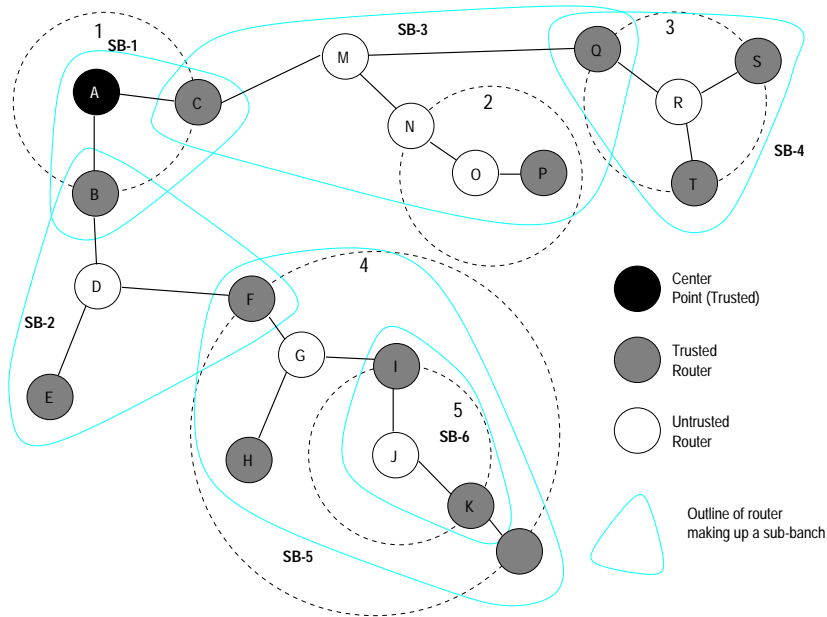 1
SB-1
A
C
B
M
SB-3
N
2
O
P
Q
3
S
R
T
SB-4
D
SB-2
E
F
4
G
I
H
5
SB-6
J
K
SB-5
Center
Point (Trusted)
Trusted
Router
Untrusted
Router
Outline of router
making up a sub-banch